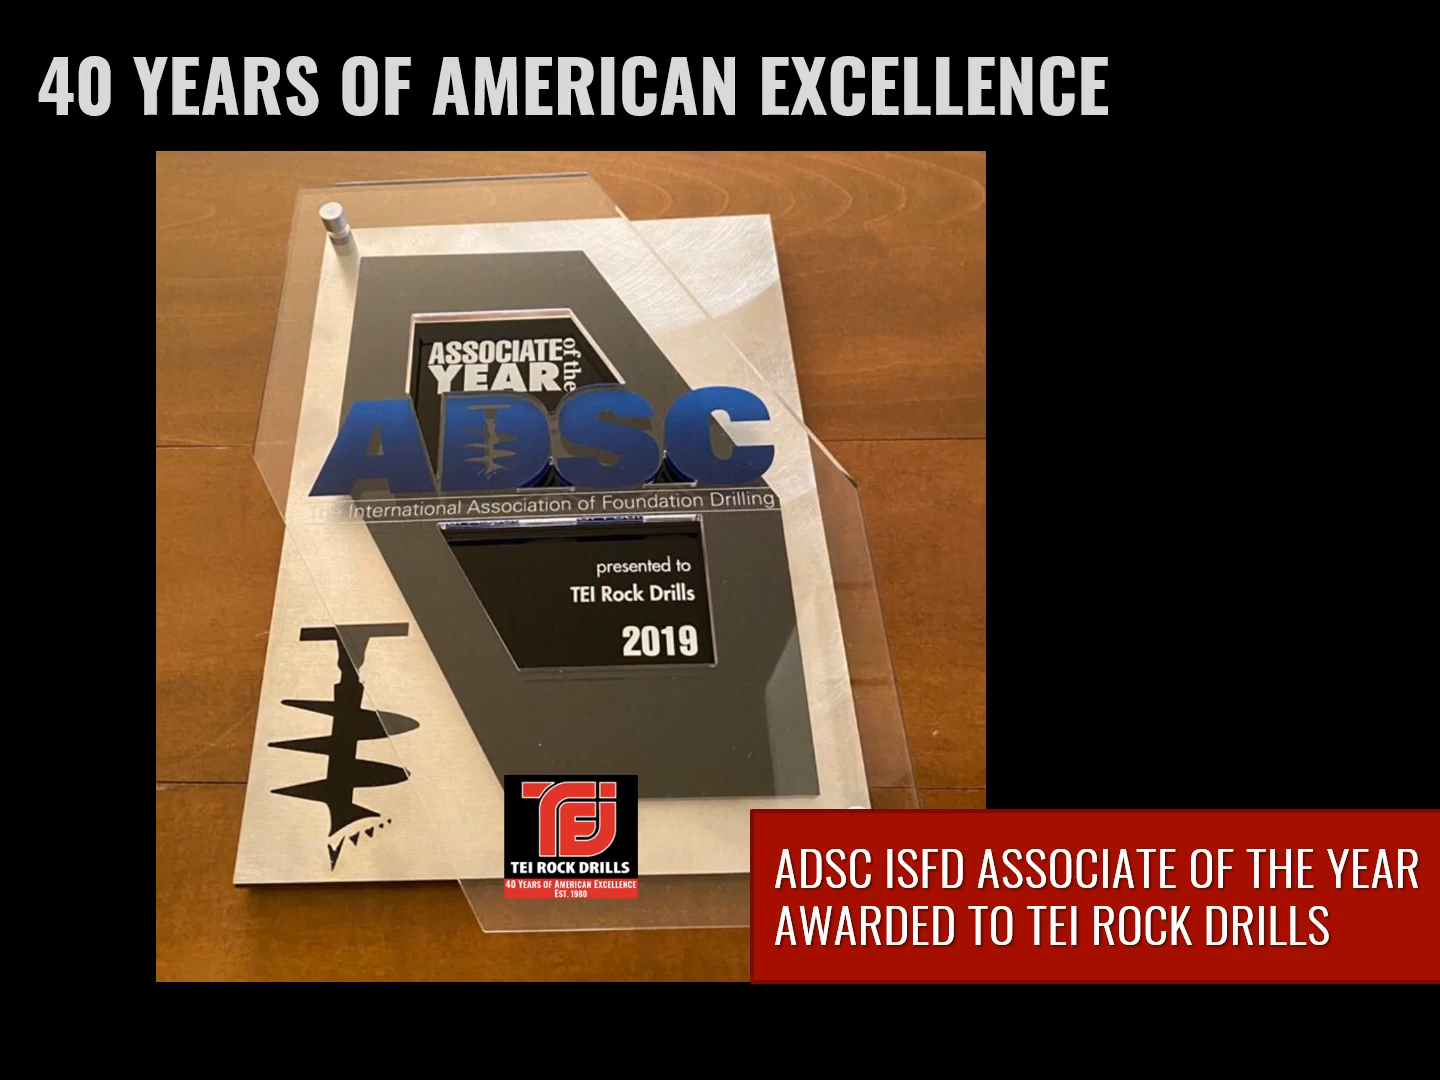 40 YEARS OF AMERICAN EXCELLENCE
ASSOCIATE
of the
YEAR
ADSC
The International Association of Foundation Drilling
presented to
TEI Rock Drills
2019
TEI
TEI ROCK DRILLS
40 YEARS OF AMERICAN EXCELLENCE
EST. 1980
ADSC ISFD ASSOCIATE OF THE YEAR
AWARDED TO TEI ROCK DRILLS